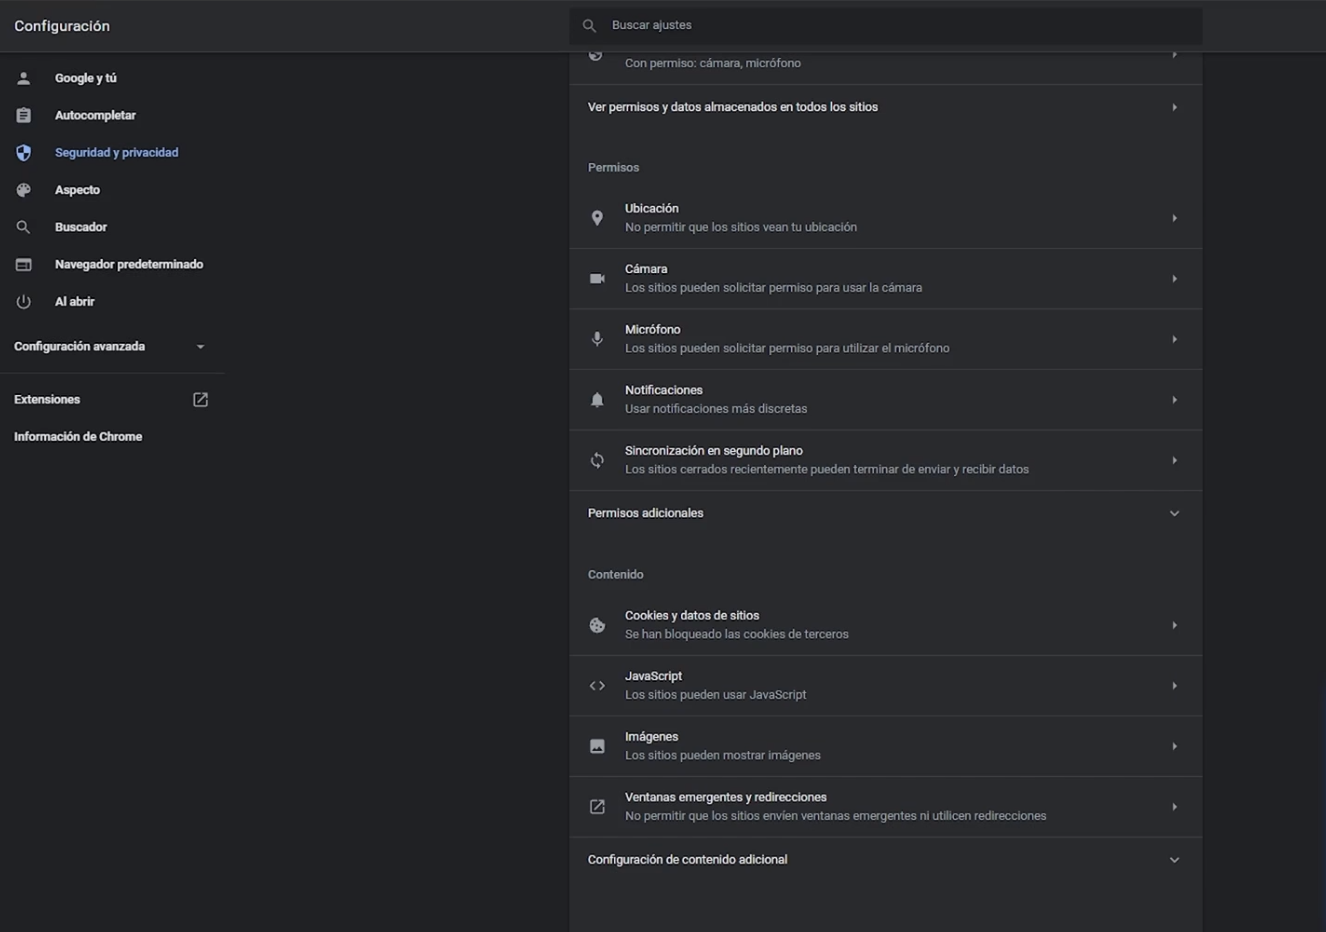 Configuración
Buscar ajustes
Google y tú
Autocompletar
Seguridad y privacidad
Aspecto
Buscador
Navegador predeterminado
Al abrir
Configuración avanzada
Extensiones
Información de Chrome
Con permiso: cámara, micrófono
Ver permisos y datos almacenados en todos los sitios
Permisos
Ubicación
No permitir que los sitios vean tu ubicación
Cámara
Los sitios pueden solicitar permiso para usar la cámara
Micrófono
Los sitios pueden solicitar permiso para utilizar el micrófono
Notificaciones
Usar notificaciones más discretas
Sincronización en segundo plano
Los sitios cerrados recientemente pueden terminar de enviar y recibir datos
Permisos adicionales
Contenido
Cookies y datos de sitios
Se han bloqueado las cookies de terceros
JavaScript
Los sitios pueden usar JavaScript
Imágenes
Los sitios pueden mostrar imágenes
Ventanas emergentes y redirecciones
No permitir que los sitios envíen ventanas emergentes ni utilicen redirecciones
Configuración de contenido adicional